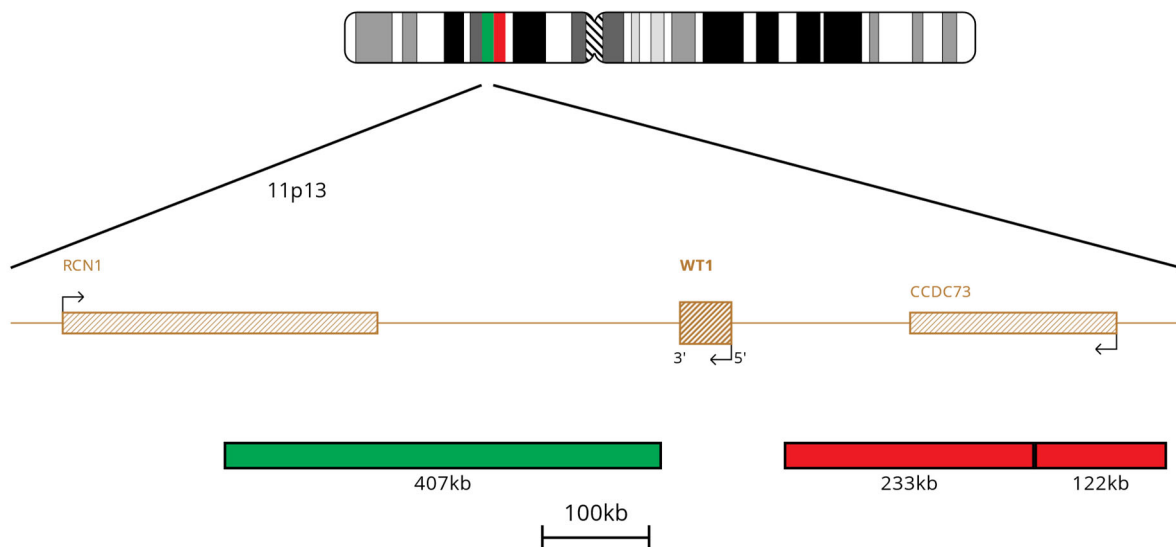 11p13
RCN1
WT1
CCDC73
3'
5'
407kb
233kb
122kb
100kb